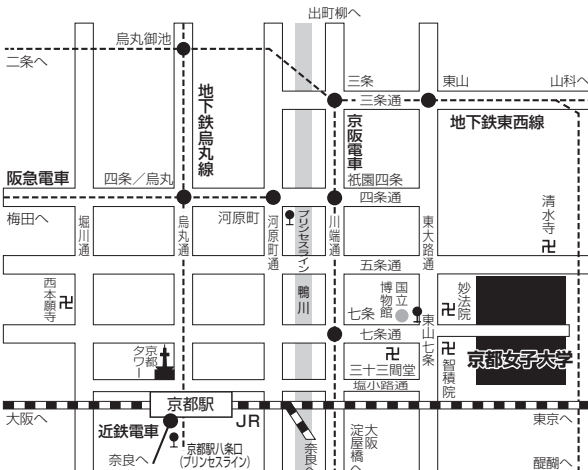 出町柳へ
烏丸御池
二条へ
三条
東山
山科へ
三条通
地下鉄烏丸線
京阪電車
地下鉄東西線
阪急電車
四条／烏丸
祇園四条
四条通
梅田へ
堀川通
烏丸通
河原町
河原町通
プリンセスライン
川端通
東大路通
清水寺
五条通
西本願寺
鴨川
七条
国立博物館
妙法院
七条通
東山七条
京都タワー
三十三間堂
智積院
京都女子大学
塩小路通
大阪へ
京都駅
JR
東京へ
近鉄電車
奈良へ
京都駅八条口
(プリンセスライン)
奈良へ
大阪
淀屋橋へ
醍醐へ